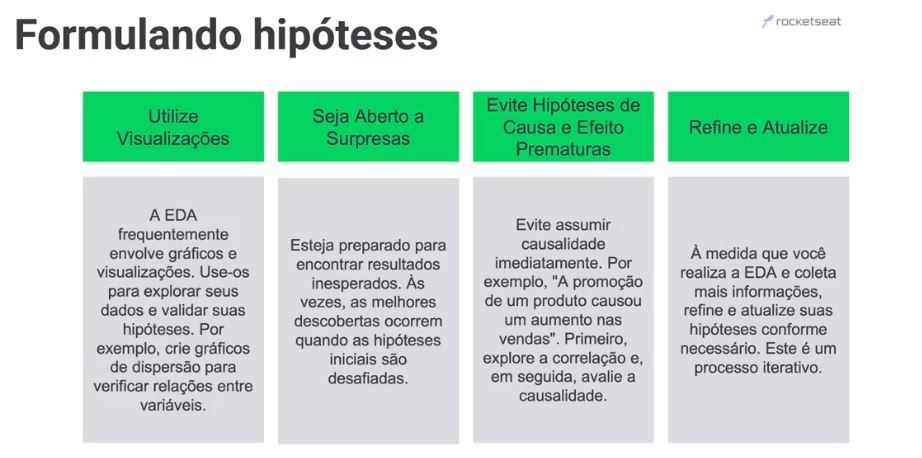 Formulando hipóteses
rocketseat
Utilize
Visualizações
A EDA
frequentemente
envolve gráficos e
visualizações. Use-os
para explorar seus
dados e validar suas
hipóteses. Por
exemplo, crie gráficos
de dispersão para
verificar relações entre
variáveis.
Seja Aberto a
Surpresas
Esteja preparado para
encontrar resultados
inesperados. Às
vezes, as melhores
descobertas ocorrem
quando as hipóteses
iniciais são
desafiadas.
Evite Hipóteses de
Causa e Efeito
Prematuras
Evite assumir
causalidade
imediatamente. Por
exemplo, "A promoção
de um produto causou
um aumento nas
vendas". Primeiro,
explore a correlação e,
em seguida, avalie a
causalidade.
Refine e Atualize
À medida que você
realiza a EDA e coleta
mais informações,
refine e atualize suas
hipóteses conforme
necessário. Este é um
processo iterativo.